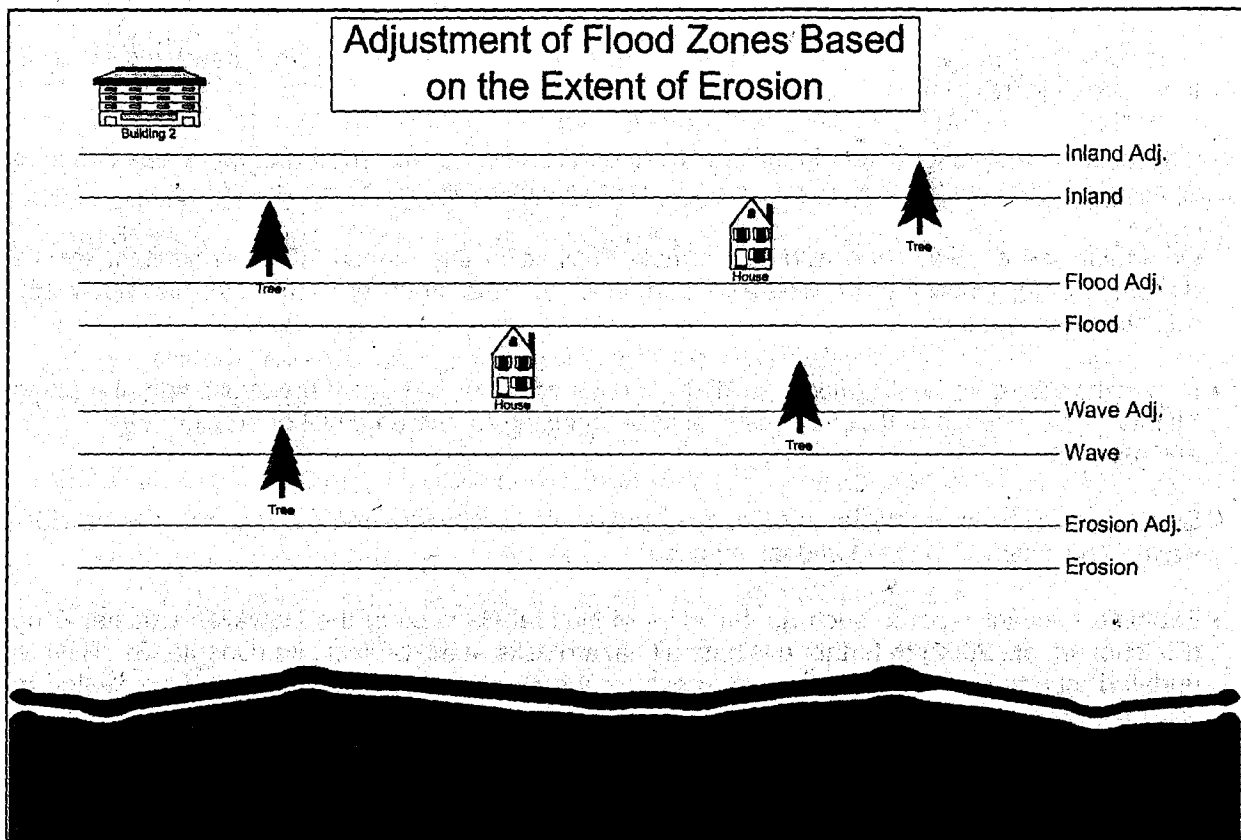 Adjustment of Flood Zones Based
on the Extent of Erosion
Building 2
Inland Adj.
Inland
Tree
House
Tree
Flood Adj.
Flood
House
Wave Adj.
Tree
Wave
Tree
Erosion Adj.
Erosion